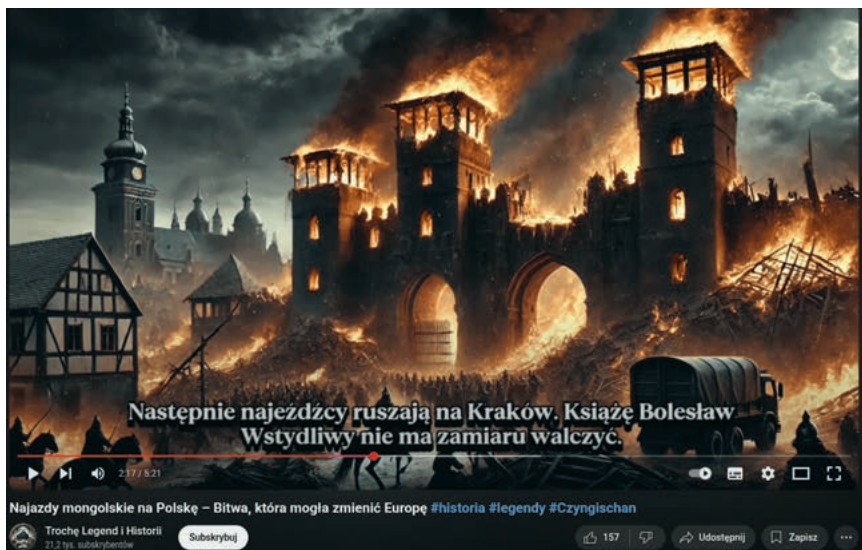 Następnie najeźdźcy ruszają na Kraków. Książę Bolesław
Wstydliwy nie ma zamiaru walczyć.
2:17 / 5:21
Najazdy mongolskie na Polskę – Bitwa, która mogła zmienić Europę #historia #legendy #Czyngischan
Trochę Legend i Historii
21,2 tys. subskrybentów
Subskrybuj
157
Udostępnij
Zapisz